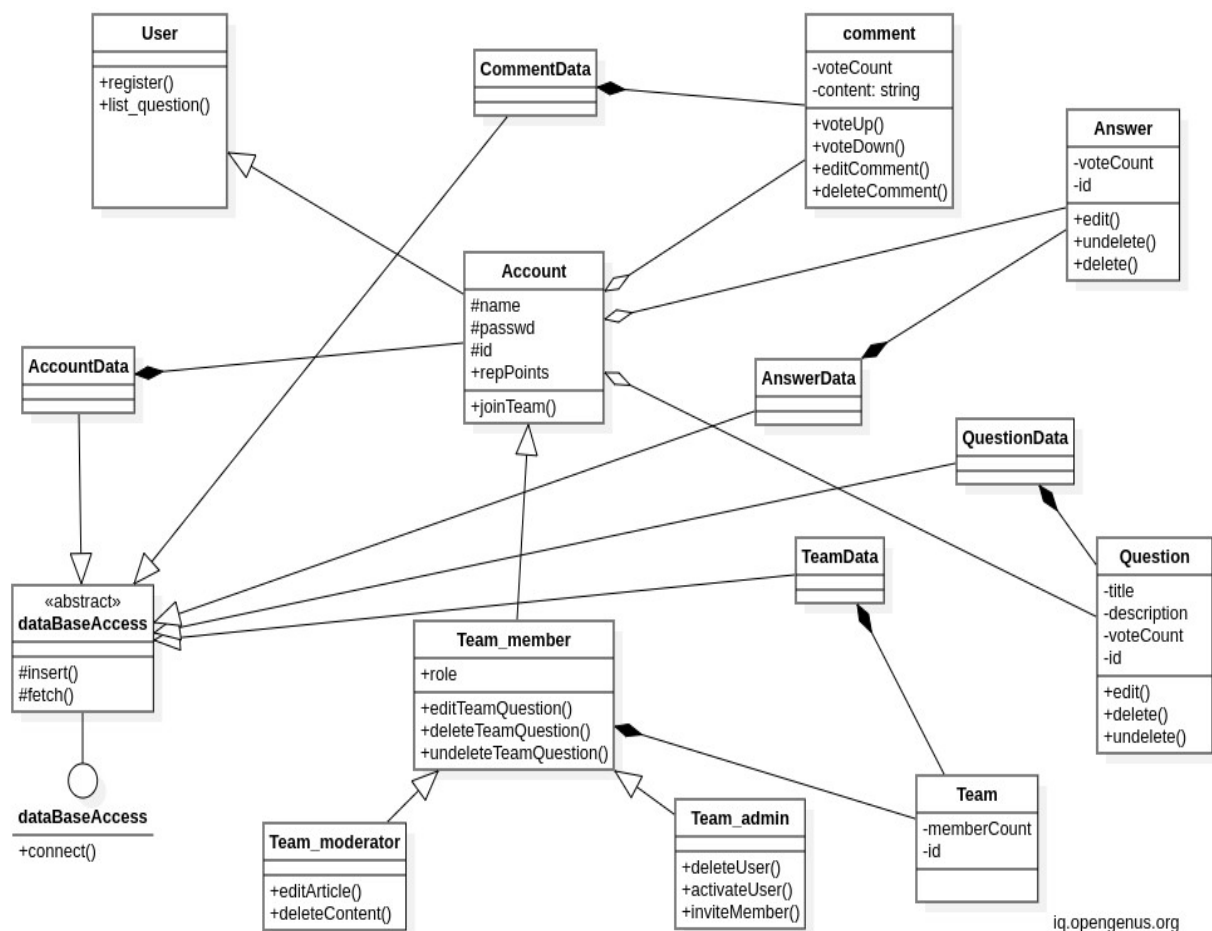 User
+register()
+list_question()
CommentData
comment
-voteCount
-content: string
+voteUp()
+voteDown()
+editComment()
+deleteComment()
Answer
-voteCount
-id
+edit()
+undelete()
+delete()
Account
#name
#passwd
#id
+repPoints
+joinTeam()
AccountData
AnswerData
QuestionData
TeamData
Question
-title
-description
-voteCount
-id
+edit()
+delete()
+undelete()
«abstract»
dataBaseAccess
#insert()
#fetch()
dataBaseAccess
+connect()
Team_member
+role
+editTeamQuestion()
+deleteTeamQuestion()
+undeleteTeamQuestion()
Team_moderator
+editArticle()
+deleteContent()
Team_admin
+deleteUser()
+activateUser()
+inviteMember()
Team
-memberCount
-id
iq.opengenus.org